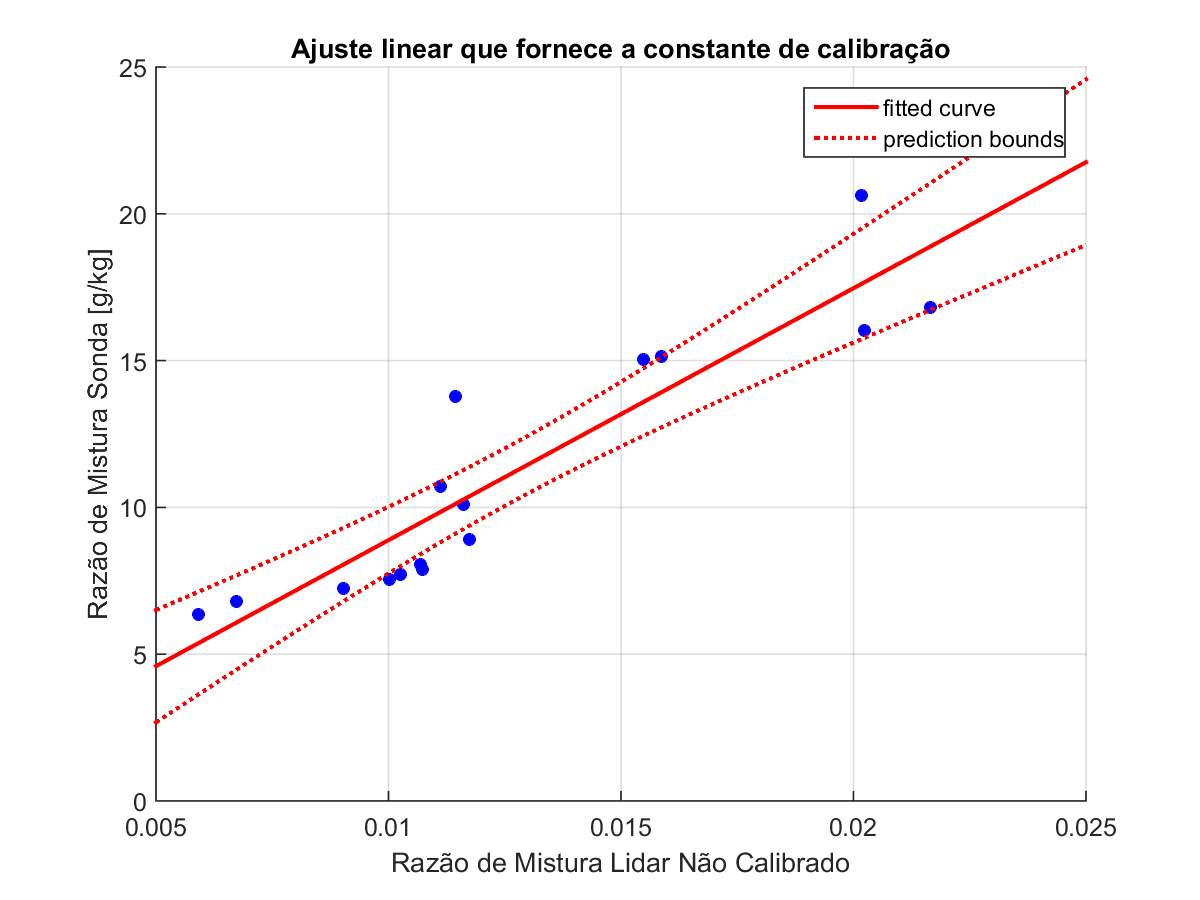 Ajuste linear que fornece a constante de calibração
fitted curve
prediction bounds
25
20
15
10
5
0
0.005
0.01
0.015
0.02
0.025
Razão de Mistura Sonda [g/kg]
Razão de Mistura Lidar Não Calibrado